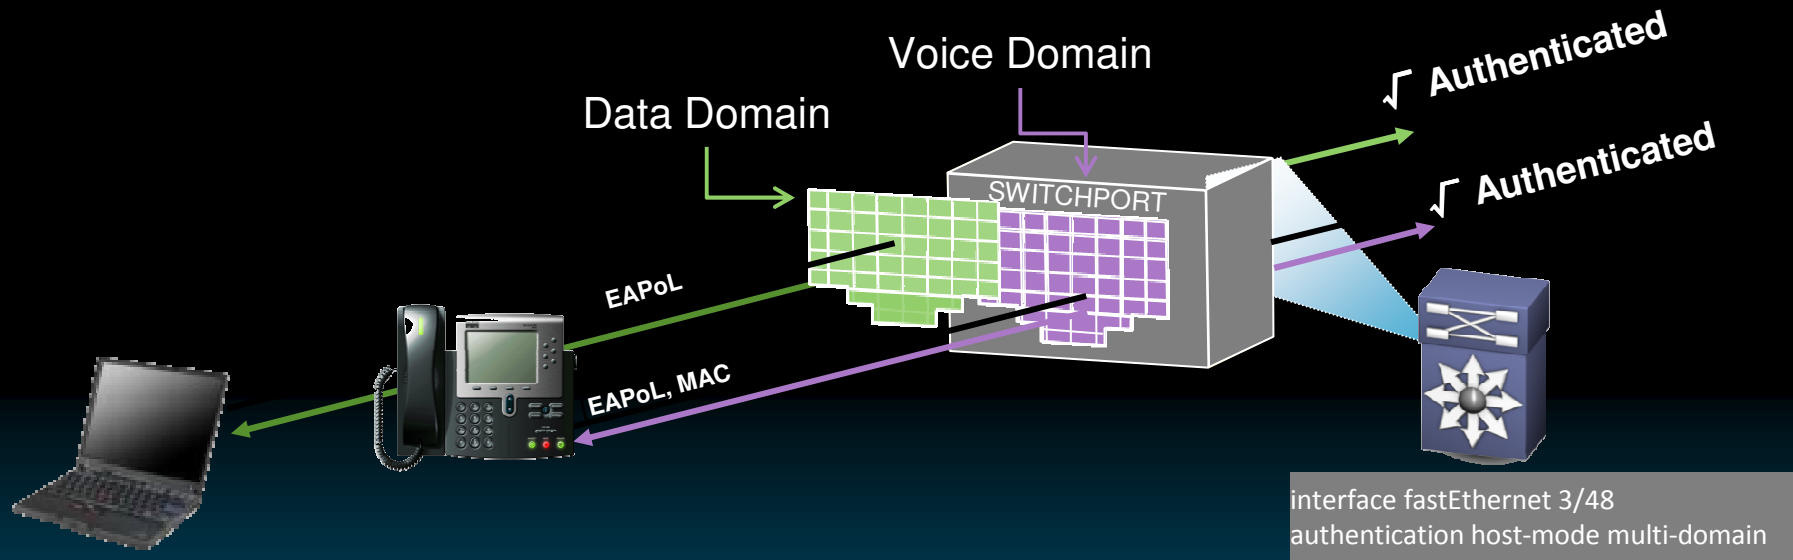 Voice Domain
Data Domain
√ Authenticated
√ Authenticated
SWITCHPORT
EAPoL
EAPoL, MAC
interface fastEthernet 3/48
authentication host-mode multi-domain